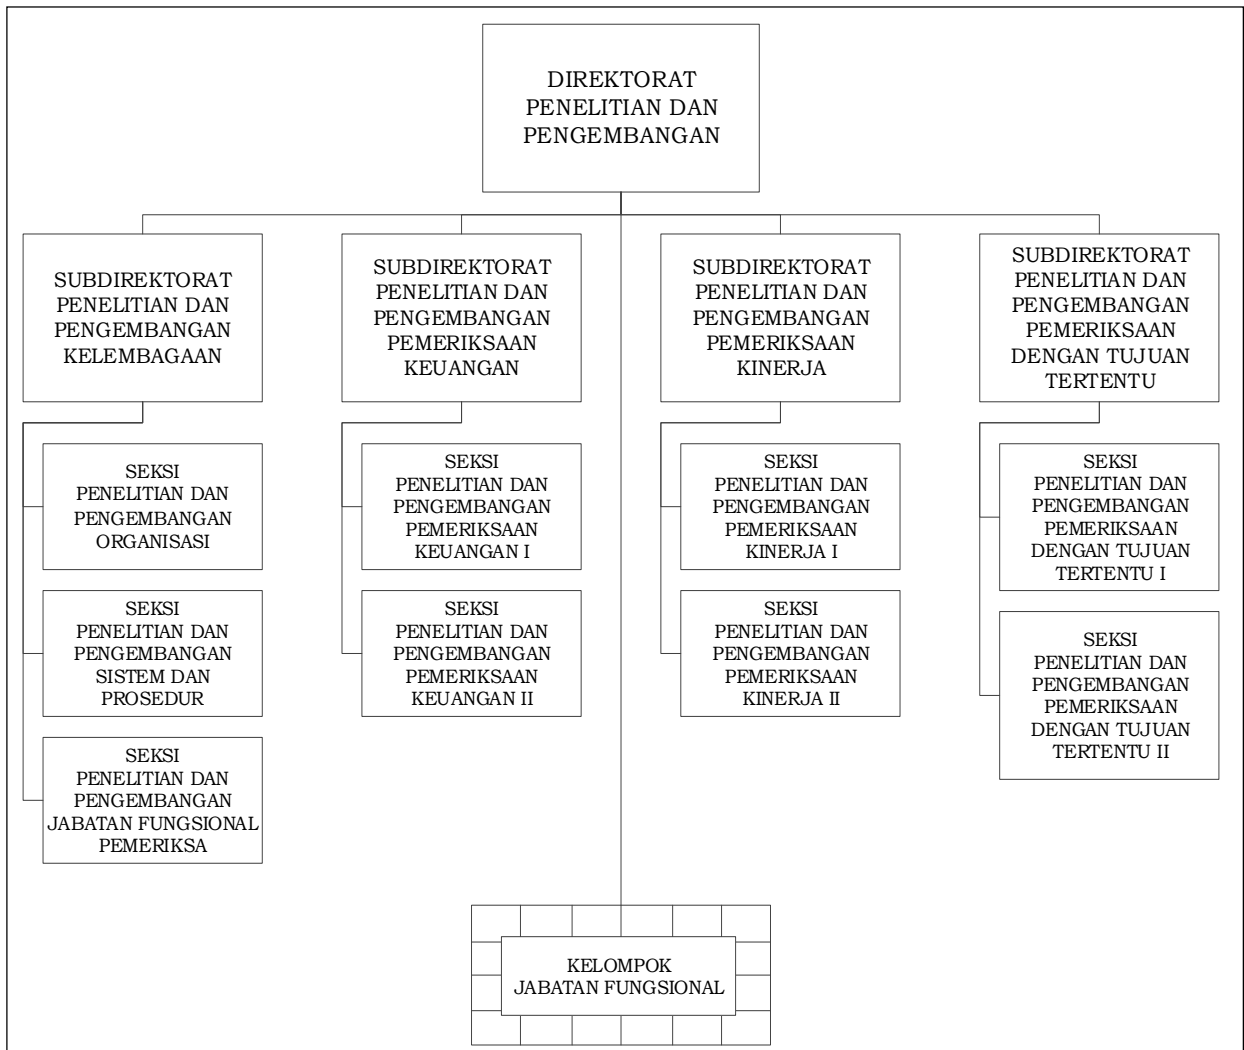 DIREKTORAT
PENELITIAN DAN
PENGEMBANGAN
SUBDIREKTORAT
PENELITIAN DAN
PENGEMBANGAN
KELEMBAGAAN
SUBDIREKTORAT
PENELITIAN DAN
PENGEMBANGAN
PEMERIKSAAN
KEUANGAN
SUBDIREKTORAT
PENELITIAN DAN
PENGEMBANGAN
PEMERIKSAAN
KINERJA
SUBDIREKTORAT
PENELITIAN DAN
PENGEMBANGAN
PEMERIKSAAN
DENGAN TUJUAN
TERTENTU
SEKSI
PENELITIAN DAN
PENGEMBANGAN
ORGANISASI
SEKSI
PENELITIAN DAN
PENGEMBANGAN
SISTEM DAN
PROSEDUR
SEKSI
PENELITIAN DAN
PENGEMBANGAN
JABATAN FUNGSIONAL
PEMERIKSA
SEKSI
PENELITIAN DAN
PENGEMBANGAN
PEMERIKSAAN
KEUANGAN I
SEKSI
PENELITIAN DAN
PENGEMBANGAN
PEMERIKSAAN
KEUANGAN II
SEKSI
PENELITIAN DAN
PENGEMBANGAN
PEMERIKSAAN
KINERJA I
SEKSI
PENELITIAN DAN
PENGEMBANGAN
PEMERIKSAAN
KINERJA II
SEKSI
PENELITIAN DAN
PENGEMBANGAN
PEMERIKSAAN
DENGAN TUJUAN
TERTENTU I
SEKSI
PENELITIAN DAN
PENGEMBANGAN
PEMERIKSAAN
DENGAN TUJUAN
TERTENTU II
KELOMPOK
JABATAN FUNGSIONAL